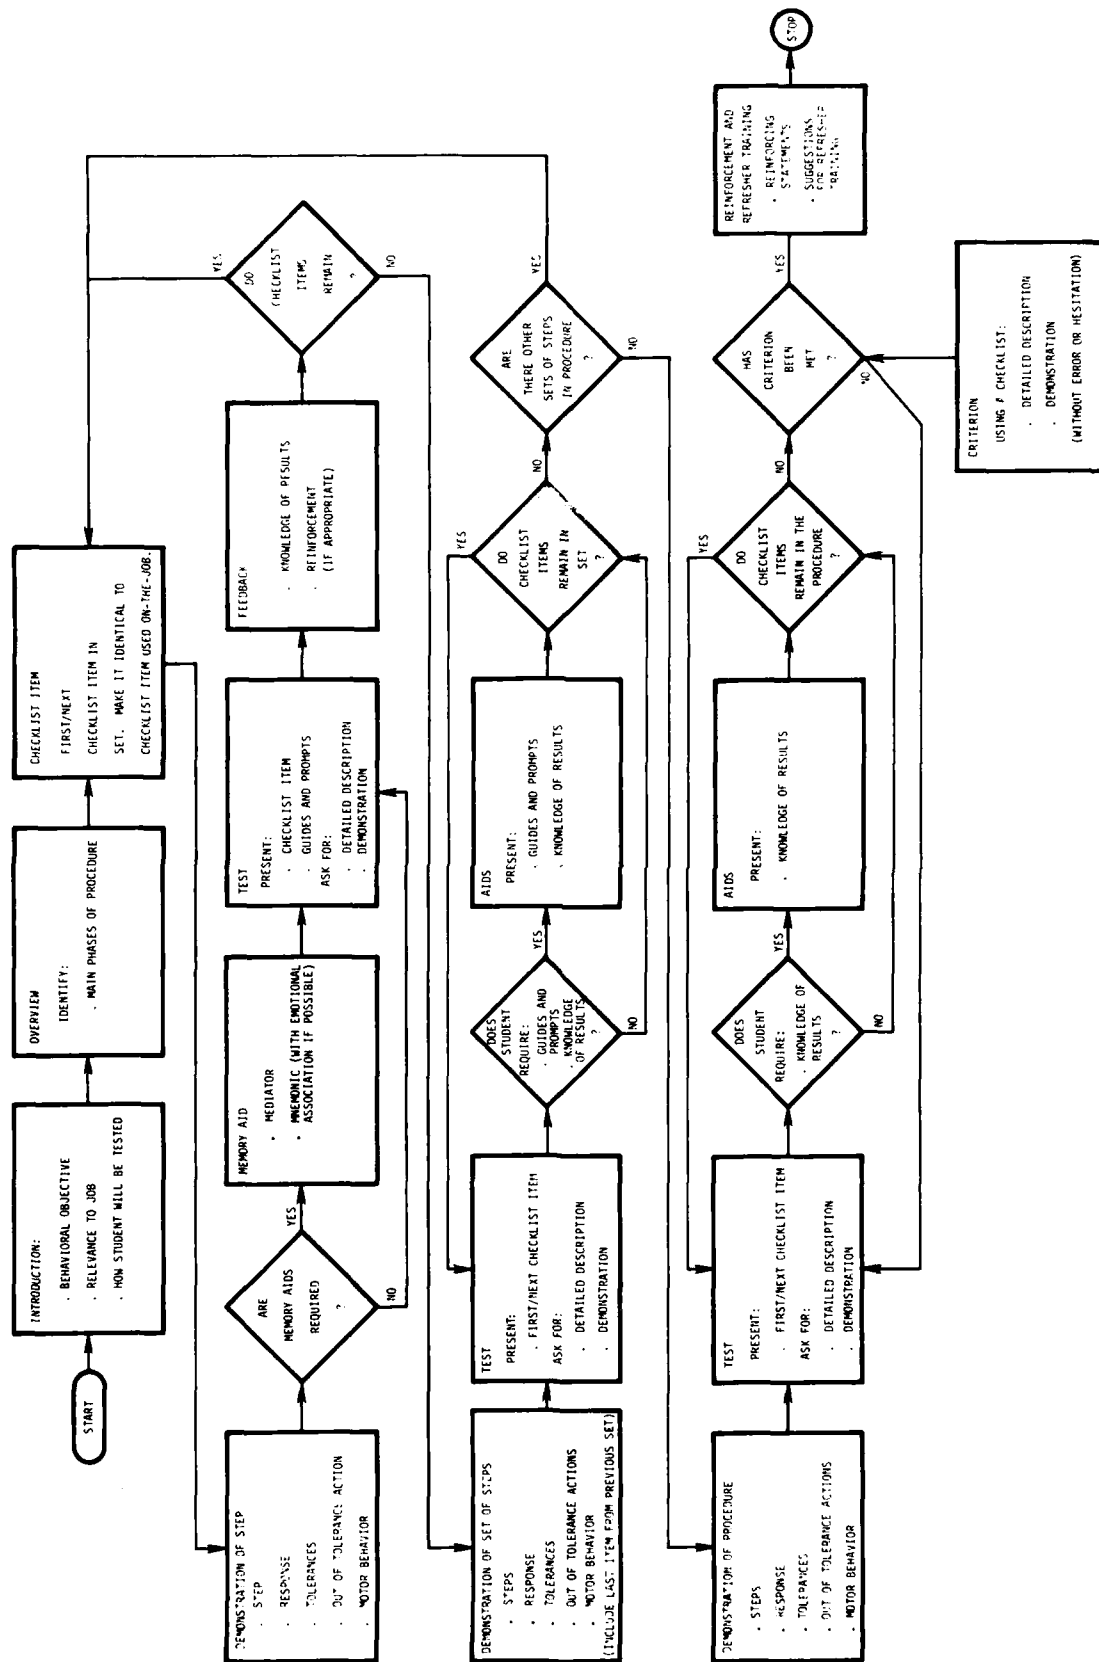 START
INTRODUCTION:
. BEHAVIORAL OBJECTIVE
. RELEVANCE TO JOB
. HOW STUDENT WILL BE TESTED
OVERVIEW
IDENTIFY:
. MAIN PHASES OF PROCEDURE
CHECKLIST ITEM
FIRST/NEXT
CHECKLIST ITEM IN
SET. MAKE IT IDENTICAL TO
CHECKLIST ITEM USED ON-THE-JOB.
DEMONSTRATION OF STEP
. STEP
. RESPONSE
. TOLERANCES
. OUT OF TOLERANCE ACTION
. MOTOR BEHAVIOR
ARE
MEMORY AIDS
REQUIRED
?
YES
NO
MEMORY AID
. MEDIATOR
. MNEMONIC (WITH EMOTIONAL
ASSOCIATION IF POSSIBLE)
TEST
PRESENT:
. CHECKLIST ITEM
. GUIDES AND PROMPTS
ASK FOR:
. DETAILED DESCRIPTION
. DEMONSTRATION
FEEDBACK
. KNOWLEDGE OF RESULTS
. REINFORCEMENT
(IF APPROPRIATE)
DO
CHECKLIST
ITEMS
REMAIN
?
YES
NO
DEMONSTRATION OF SET OF STEPS
. STEPS
. RESPONSE
. TOLERANCES
. OUT OF TOLERANCE ACTIONS
. MOTOR BEHAVIOR
(INCLUDE LAST ITEM FROM PREVIOUS SET)
TEST
PRESENT:
. FIRST/NEXT CHECKLIST ITEM
ASK FOR:
. DETAILED DESCRIPTION
. DEMONSTRATION
DOES
STUDENT
REQUIRE:
. GUIDES AND
PROMPTS
. KNOWLEDGE
OF RESULTS
?
YES
NO
AIDS
PRESENT:
. GUIDES AND PROMPTS
. KNOWLEDGE OF RESULTS
DO
CHECKLIST
ITEMS
REMAIN IN
SET
?
YES
NO
ARE
THERE OTHER
SETS OF STEPS
IN PROCEDURE
?
YES
NO
DEMONSTRATION OF PROCEDURE
. STEPS
. RESPONSE
. TOLERANCES
. OUT OF TOLERANCE ACTIONS
. MOTOR BEHAVIOR
TEST
PRESENT:
. FIRST/NEXT CHECKLIST ITEM
ASK FOR:
. DETAILED DESCRIPTION
. DEMONSTRATION
DOES
STUDENT
REQUIRE:
. KNOWLEDGE OF
RESULTS
?
YES
NO
AIDS
PRESENT:
. KNOWLEDGE OF RESULTS
DO
CHECKLIST
ITEMS
REMAIN IN THE
PROCEDURE
?
YES
NO
HAS
CRITERION
BEEN
MET
?
YES
NO
REINFORCEMENT AND
REFRESHER TRAINING
. REINFORCING
STATEMENTS
. SUGGESTIONS
FOR REFRESHER
TRAINING
STOP
CRITERION
USING A CHECKLIST:
. DETAILED DESCRIPTION
. DEMONSTRATION
(WITHOUT ERROR OR HESITATION)